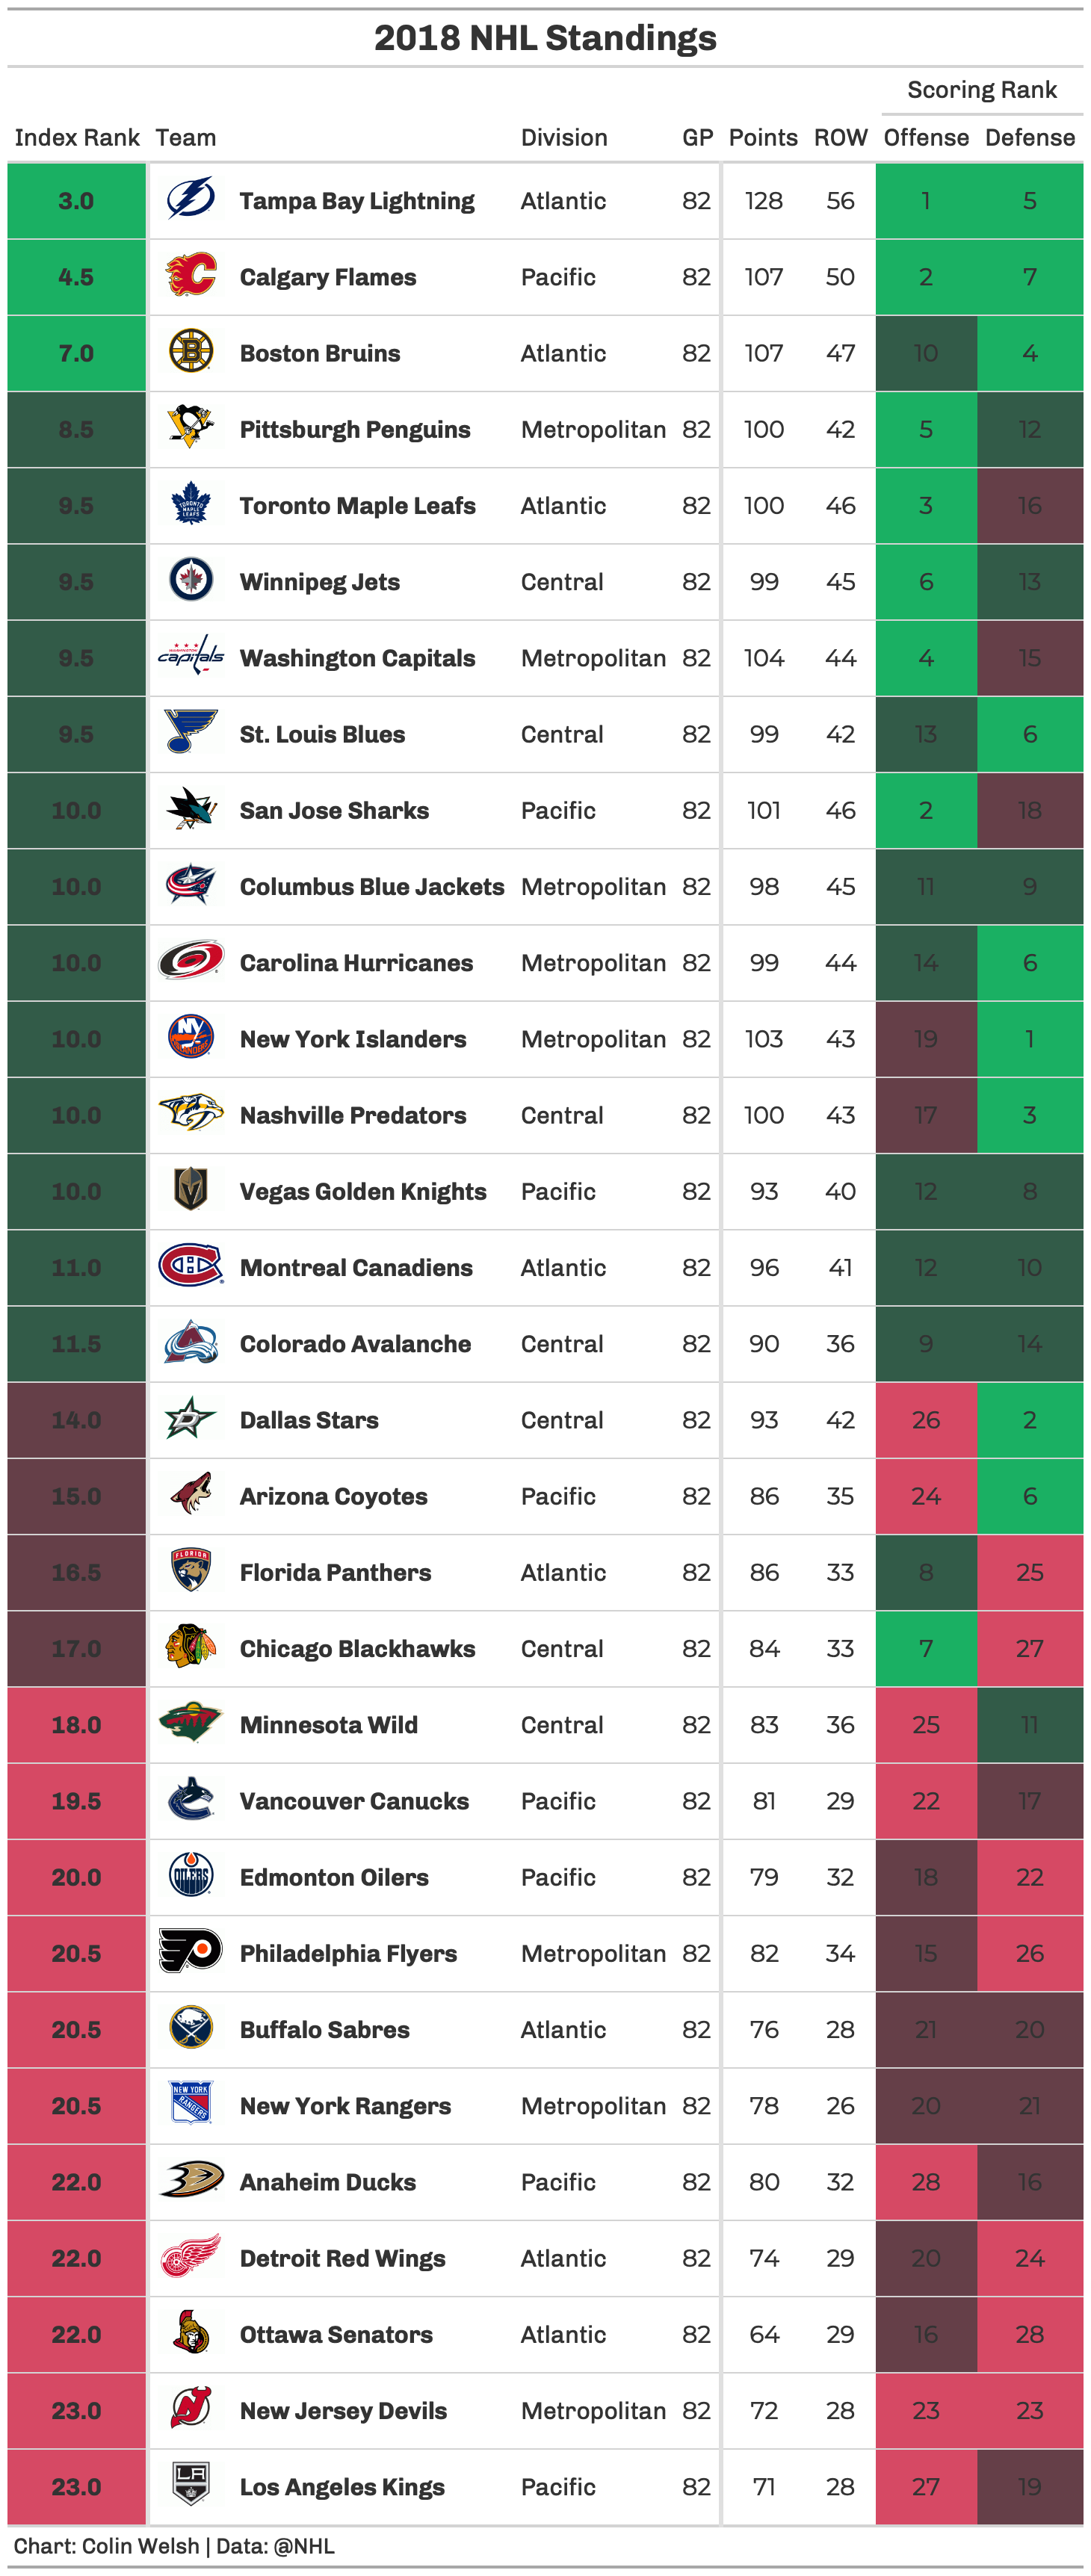 2018 NHL Standings
Scoring Rank
Index Rank Team Division GP Points ROW Offense Defense
3.0 Tampa Bay Lightning Atlantic 82 128 56 1 5
4.5 Calgary Flames Pacific 82 107 50 2 7
7.0 Boston Bruins Atlantic 82 107 47 10 4
8.5 Pittsburgh Penguins Metropolitan 82 100 42 5 12
9.5 Toronto Maple Leafs Atlantic 82 100 46 3 16
9.5 Winnipeg Jets Central 82 99 45 6 13
9.5 Washington Capitals Metropolitan 82 104 44 4 15
9.5 St. Louis Blues Central 82 99 42 13 6
10.0 San Jose Sharks Pacific 82 101 46 2 18
10.0 Columbus Blue Jackets Metropolitan 82 98 45 11 9
10.0 Carolina Hurricanes Metropolitan 82 99 44 14 6
10.0 New York Islanders Metropolitan 82 103 43 19 1
10.0 Nashville Predators Central 82 100 43 17 3
10.0 Vegas Golden Knights Pacific 82 93 40 12 8
11.0 Montreal Canadiens Atlantic 82 96 41 12 10
11.5 Colorado Avalanche Central 82 90 36 9 14
14.0 Dallas Stars Central 82 93 42 26 2
15.0 Arizona Coyotes Pacific 82 86 35 24 6
16.5 Florida Panthers Atlantic 82 86 33 8 25
17.0 Chicago Blackhawks Central 82 84 33 7 27
18.0 Minnesota Wild Central 82 83 36 25 11
19.5 Vancouver Canucks Pacific 82 81 29 22 17
20.0 Edmonton Oilers Pacific 82 79 32 18 22
20.5 Philadelphia Flyers Metropolitan 82 82 34 15 26
20.5 Buffalo Sabres Atlantic 82 76 28 21 20
20.5 New York Rangers Metropolitan 82 78 26 20 21
22.0 Anaheim Ducks Pacific 82 80 32 28 16
22.0 Detroit Red Wings Atlantic 82 74 29 20 24
22.0 Ottawa Senators Atlantic 82 64 29 16 28
23.0 New Jersey Devils Metropolitan 82 72 28 23 23
23.0 Los Angeles Kings Pacific 82 71 28 27 19
Chart: Colin Welsh | Data: @NHL